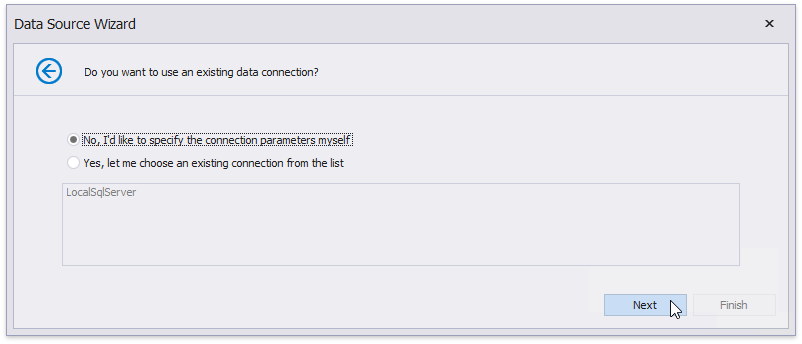 Data Source Wizard
Do you want to use an existing data connection?
No, I'd like to specify the connection parameters myself
Yes, let me choose an existing connection from the list
LocalSqlServer
Next
Finish